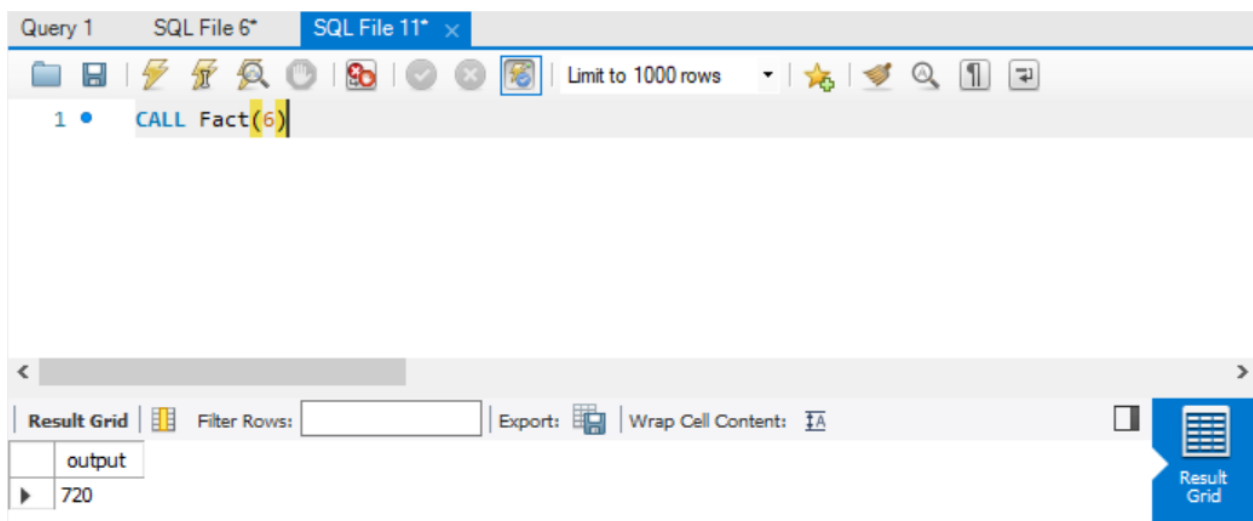 Query 1 SQL File 6* SQL File 11* ×
Limit to 1000 rows
1 CALL Fact(6)
Result Grid Filter Rows: Export: Wrap Cell Content: IA
output
720
Result
Grid